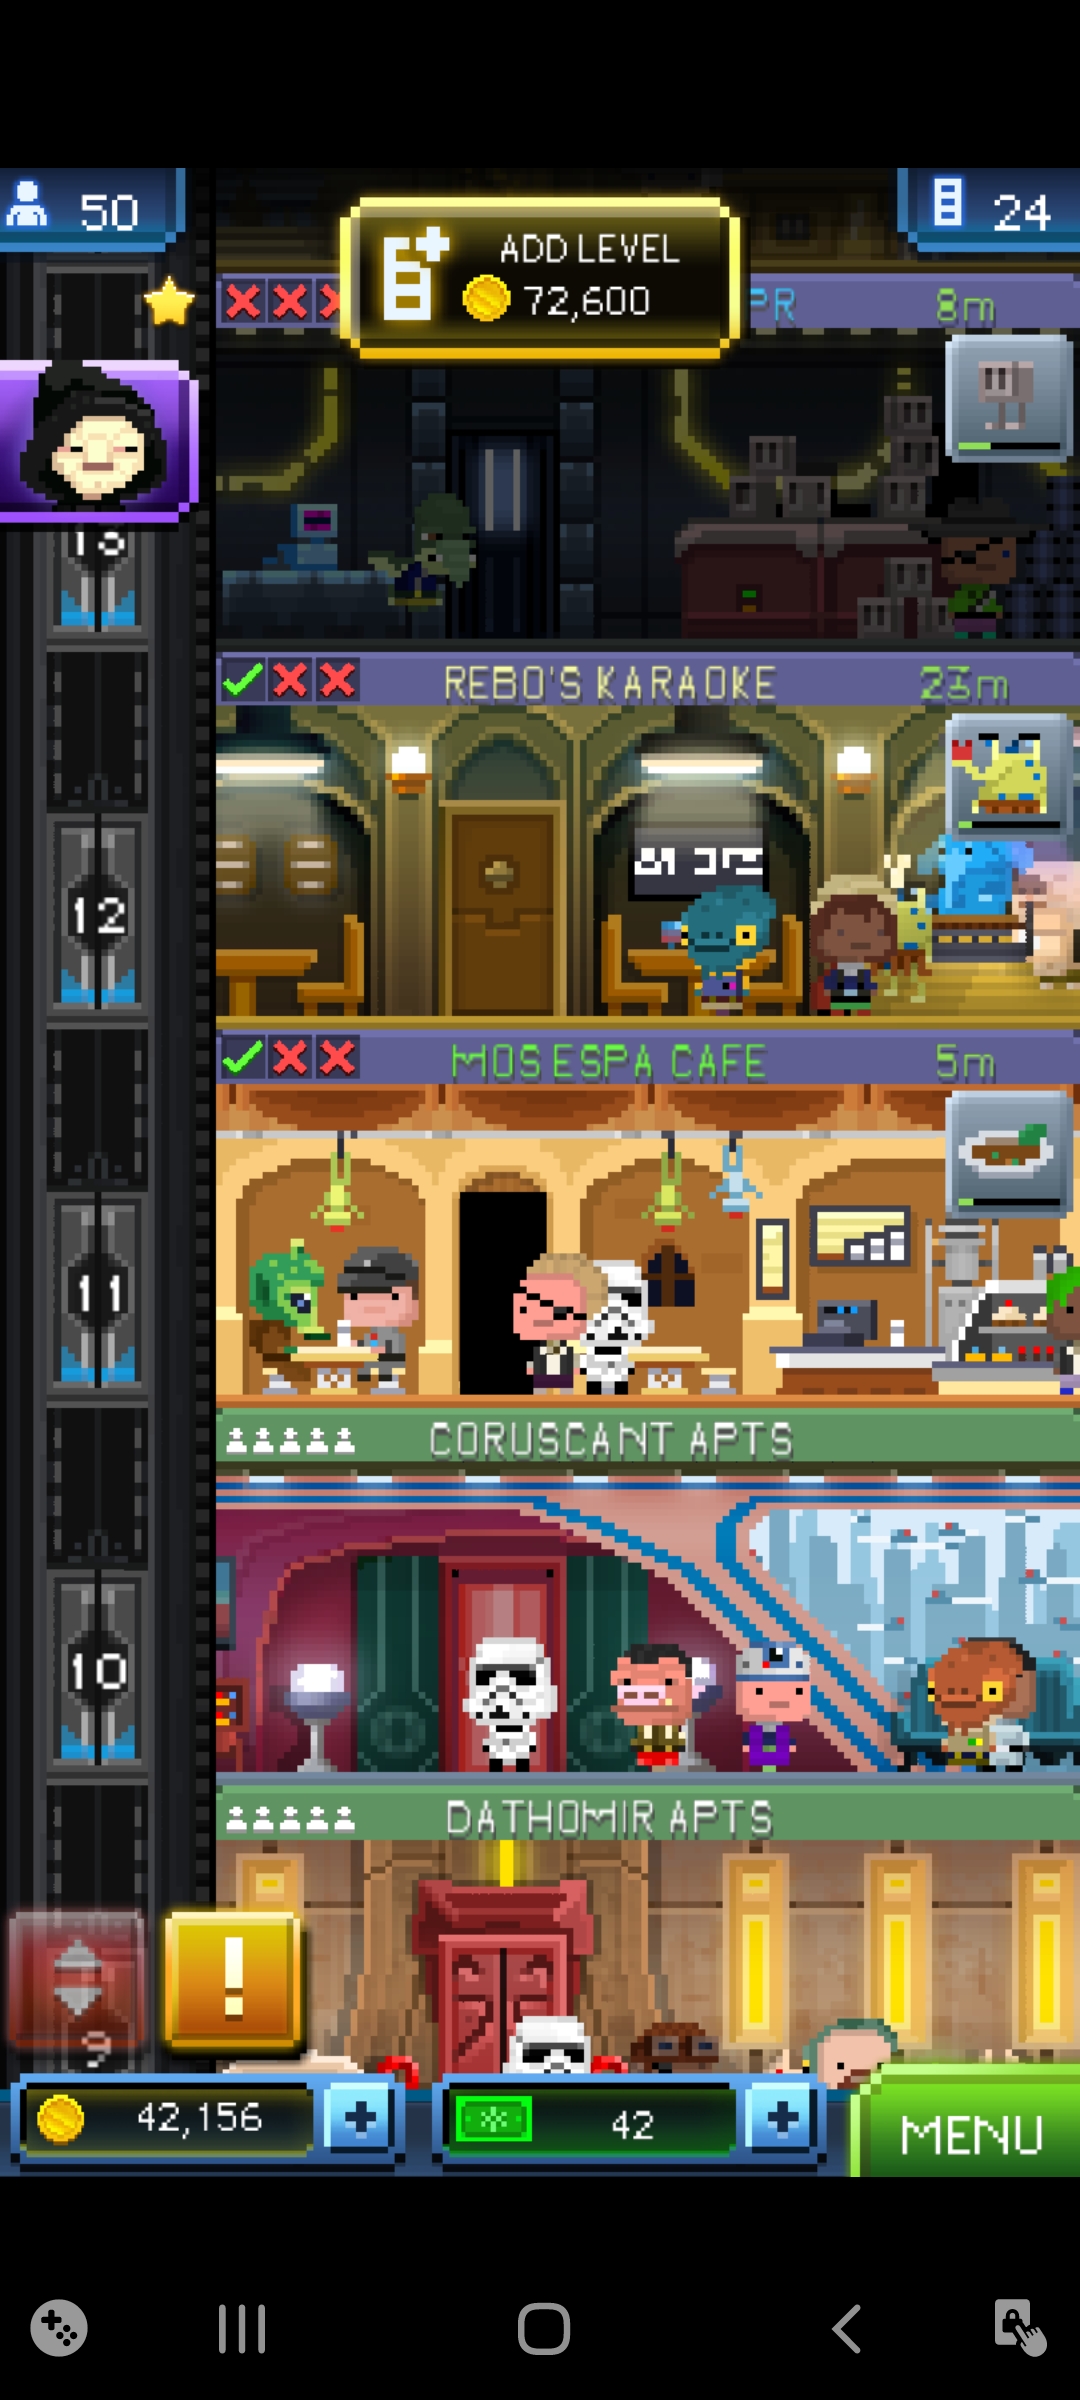 50
ADD LEVEL
72,600
24
PR
8m
13
REBO'S KARAOKE
23m
12
MOS ESPA CAFE
5m
11
CORUSCANT APTS
10
DATHOMIR APTS
!
9
42,156
+
42
+
MENU